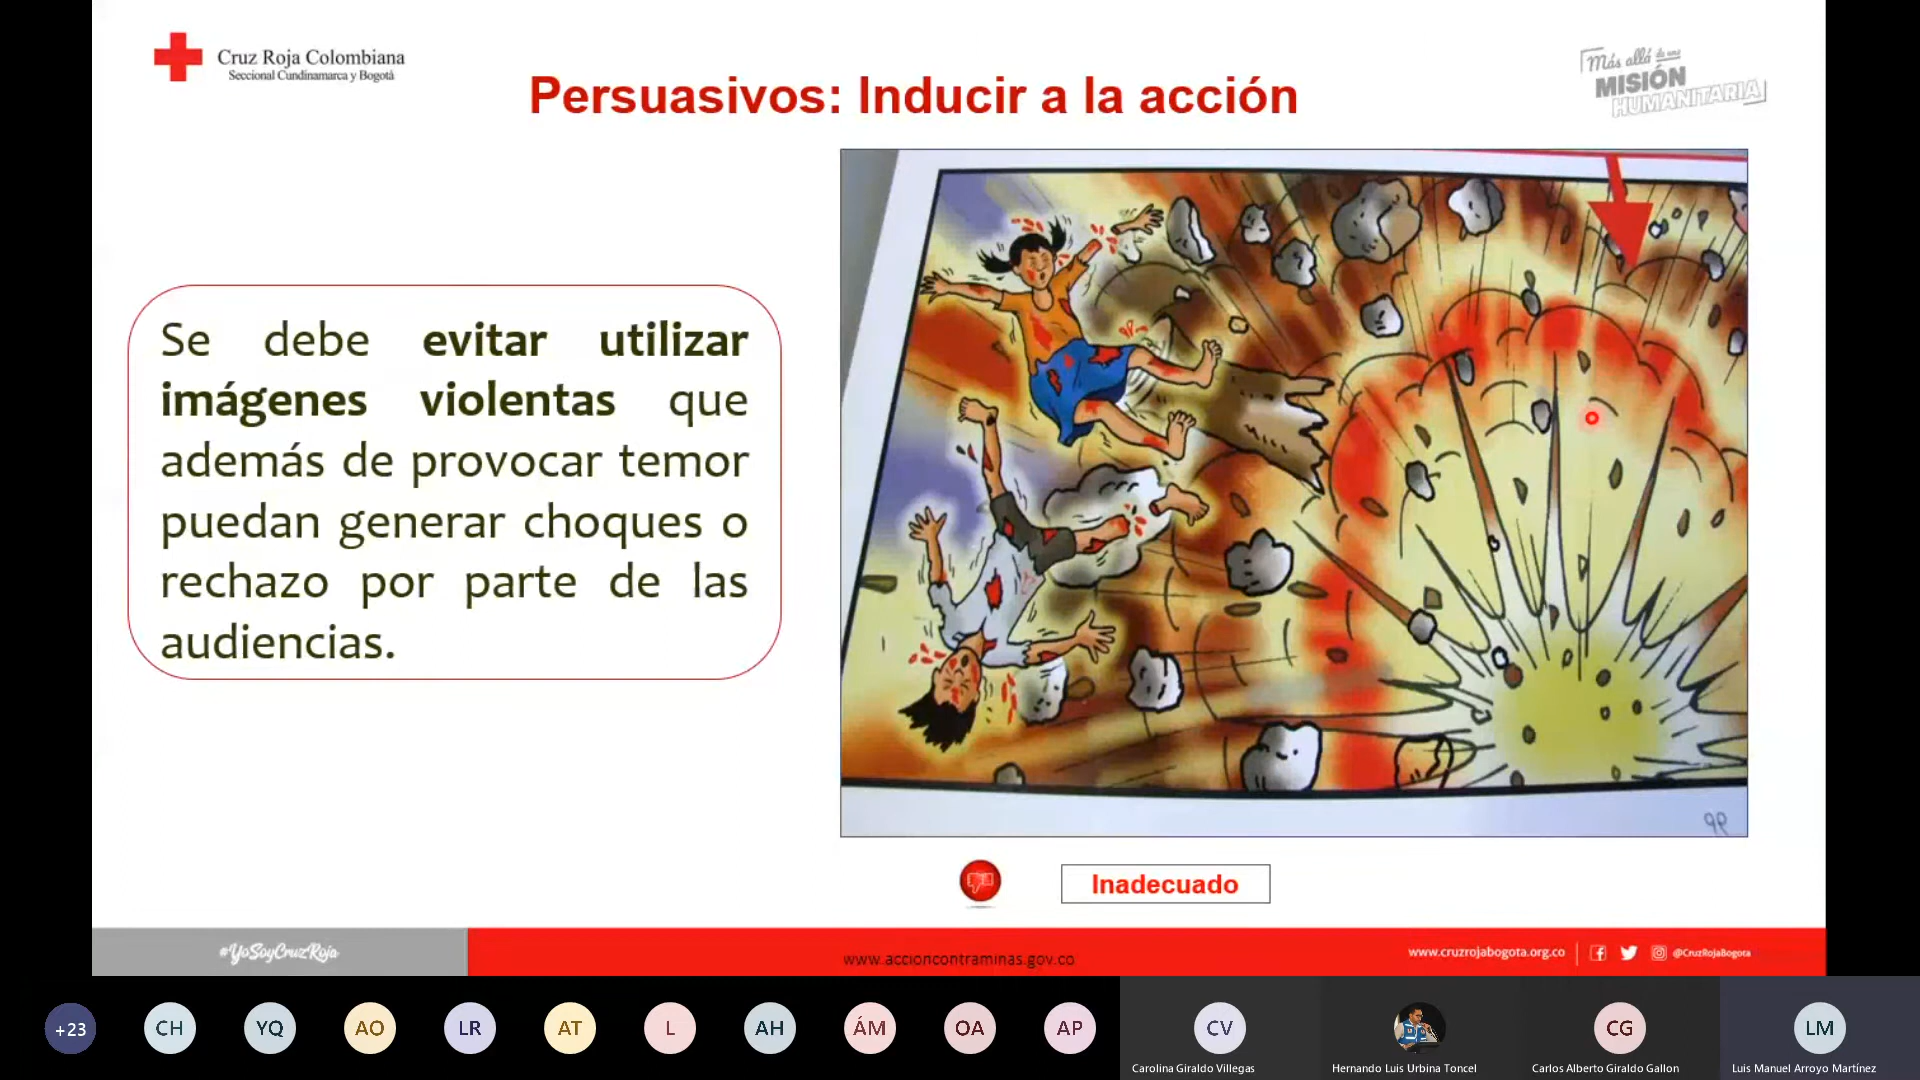 Cruz Roja Colombiana
Seccional Cundinamarca y Bogotá
Más allá de una
MISIÓN
HUMANITARIA
Persuasivos: Inducir a la acción
Se debe evitar utilizar
imágenes violentas que
además de provocar temor
puedan generar choques o
rechazo por parte de las
audiencias.
Inadecuado
#YoSoyCruzRoja
www.accioncontraminas.gov.co
www.cruzrojabogota.org.co
@CruzRojaBogota
+23
CH
YQ
AO
LR
AT
L
AH
ÁM
OA
AP
CV
CG
LM
Carolina Giraldo Villegas
Hernando Luis Urbina Toncel
Carlos Alberto Giraldo Gallon
Luis Manuel Arroyo Martínez